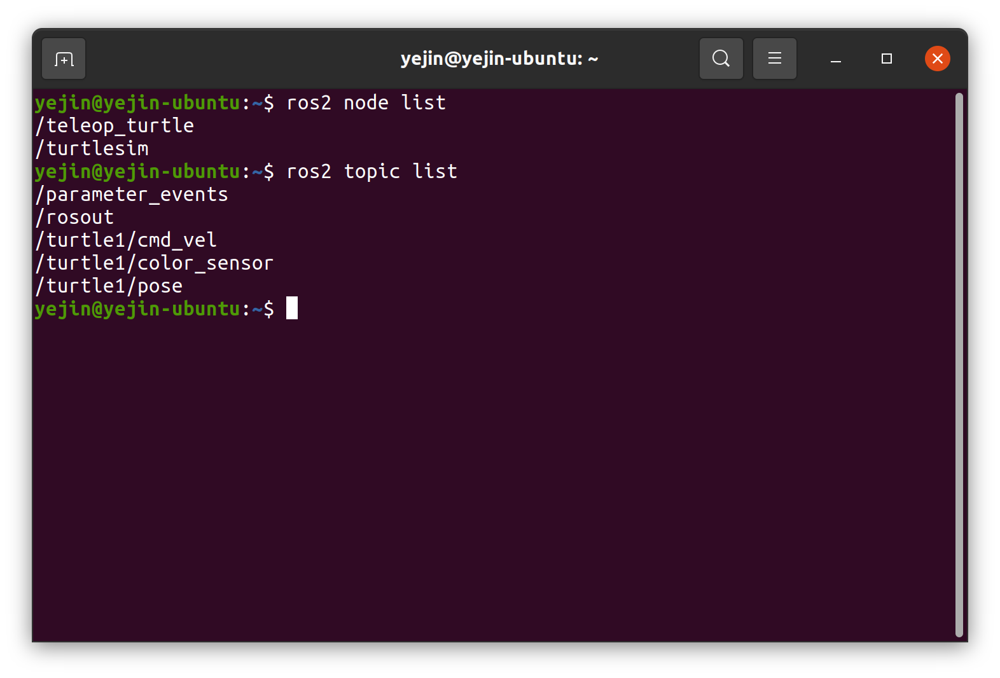 yejin@yejin-ubuntu: ~
yejin@yejin-ubuntu:~$ ros2 node list
/teleop_turtle
/turtlesim
yejin@yejin-ubuntu:~$ ros2 topic list
/parameter_events
/rosout
/turtle1/cmd_vel
/turtle1/color_sensor
/turtle1/pose
yejin@yejin-ubuntu:~$